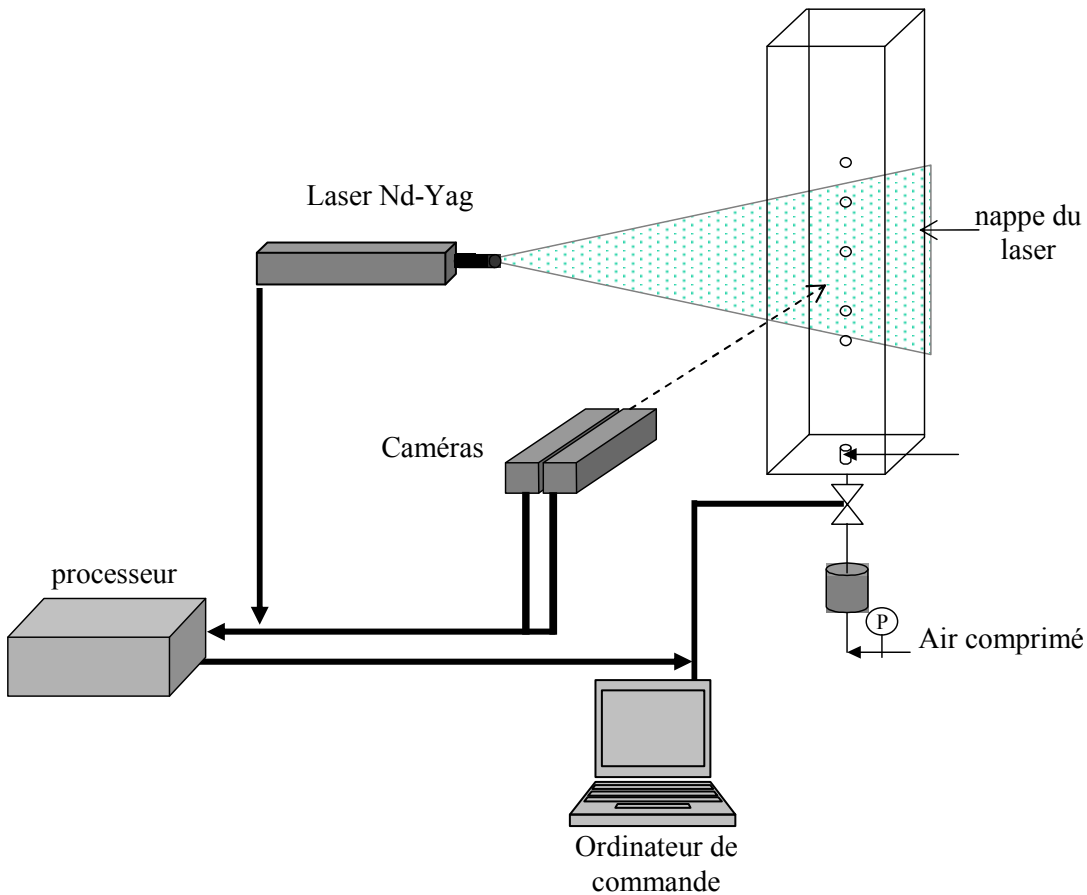 Laser Nd-Yag
nappe du
laser
Caméras
processeur
P
Air comprimé
Ordinateur de
commande